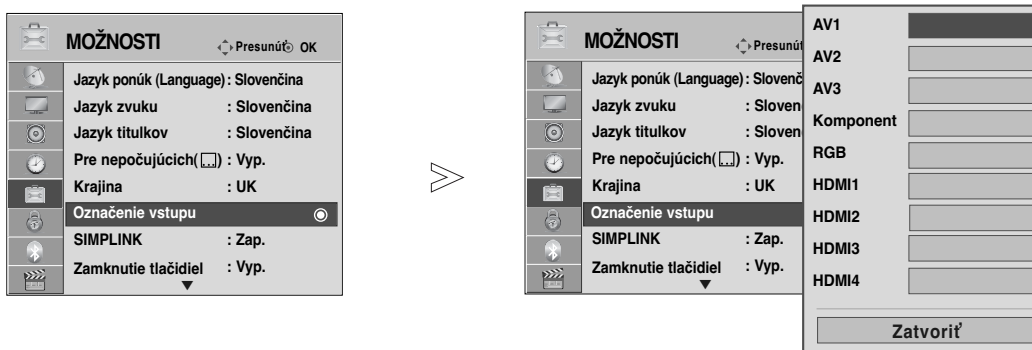 MOŽNOSTI
Presunúť OK
Jazyk ponúk (Language) : Slovenčina
Jazyk zvuku : Slovenčina
Jazyk titulkov : Slovenčina
Pre nepočujúcich( ... ) : Vyp.
Krajina : UK
Označenie vstupu
SIMPLINK : Zap.
Zamknutie tlačidiel : Vyp.
MOŽNOSTI
Presunúť
Jazyk ponúk (Language) : Slovenč
Jazyk zvuku : Sloven
Jazyk titulkov : Sloven
Pre nepočujúcich( ... ) : Vyp.
Krajina : UK
Označenie vstupu
SIMPLINK : Zap.
Zamknutie tlačidiel : Vyp.
AV1
AV2
AV3
Komponent
RGB
HDMI1
HDMI2
HDMI3
HDMI4
Zatvoriť